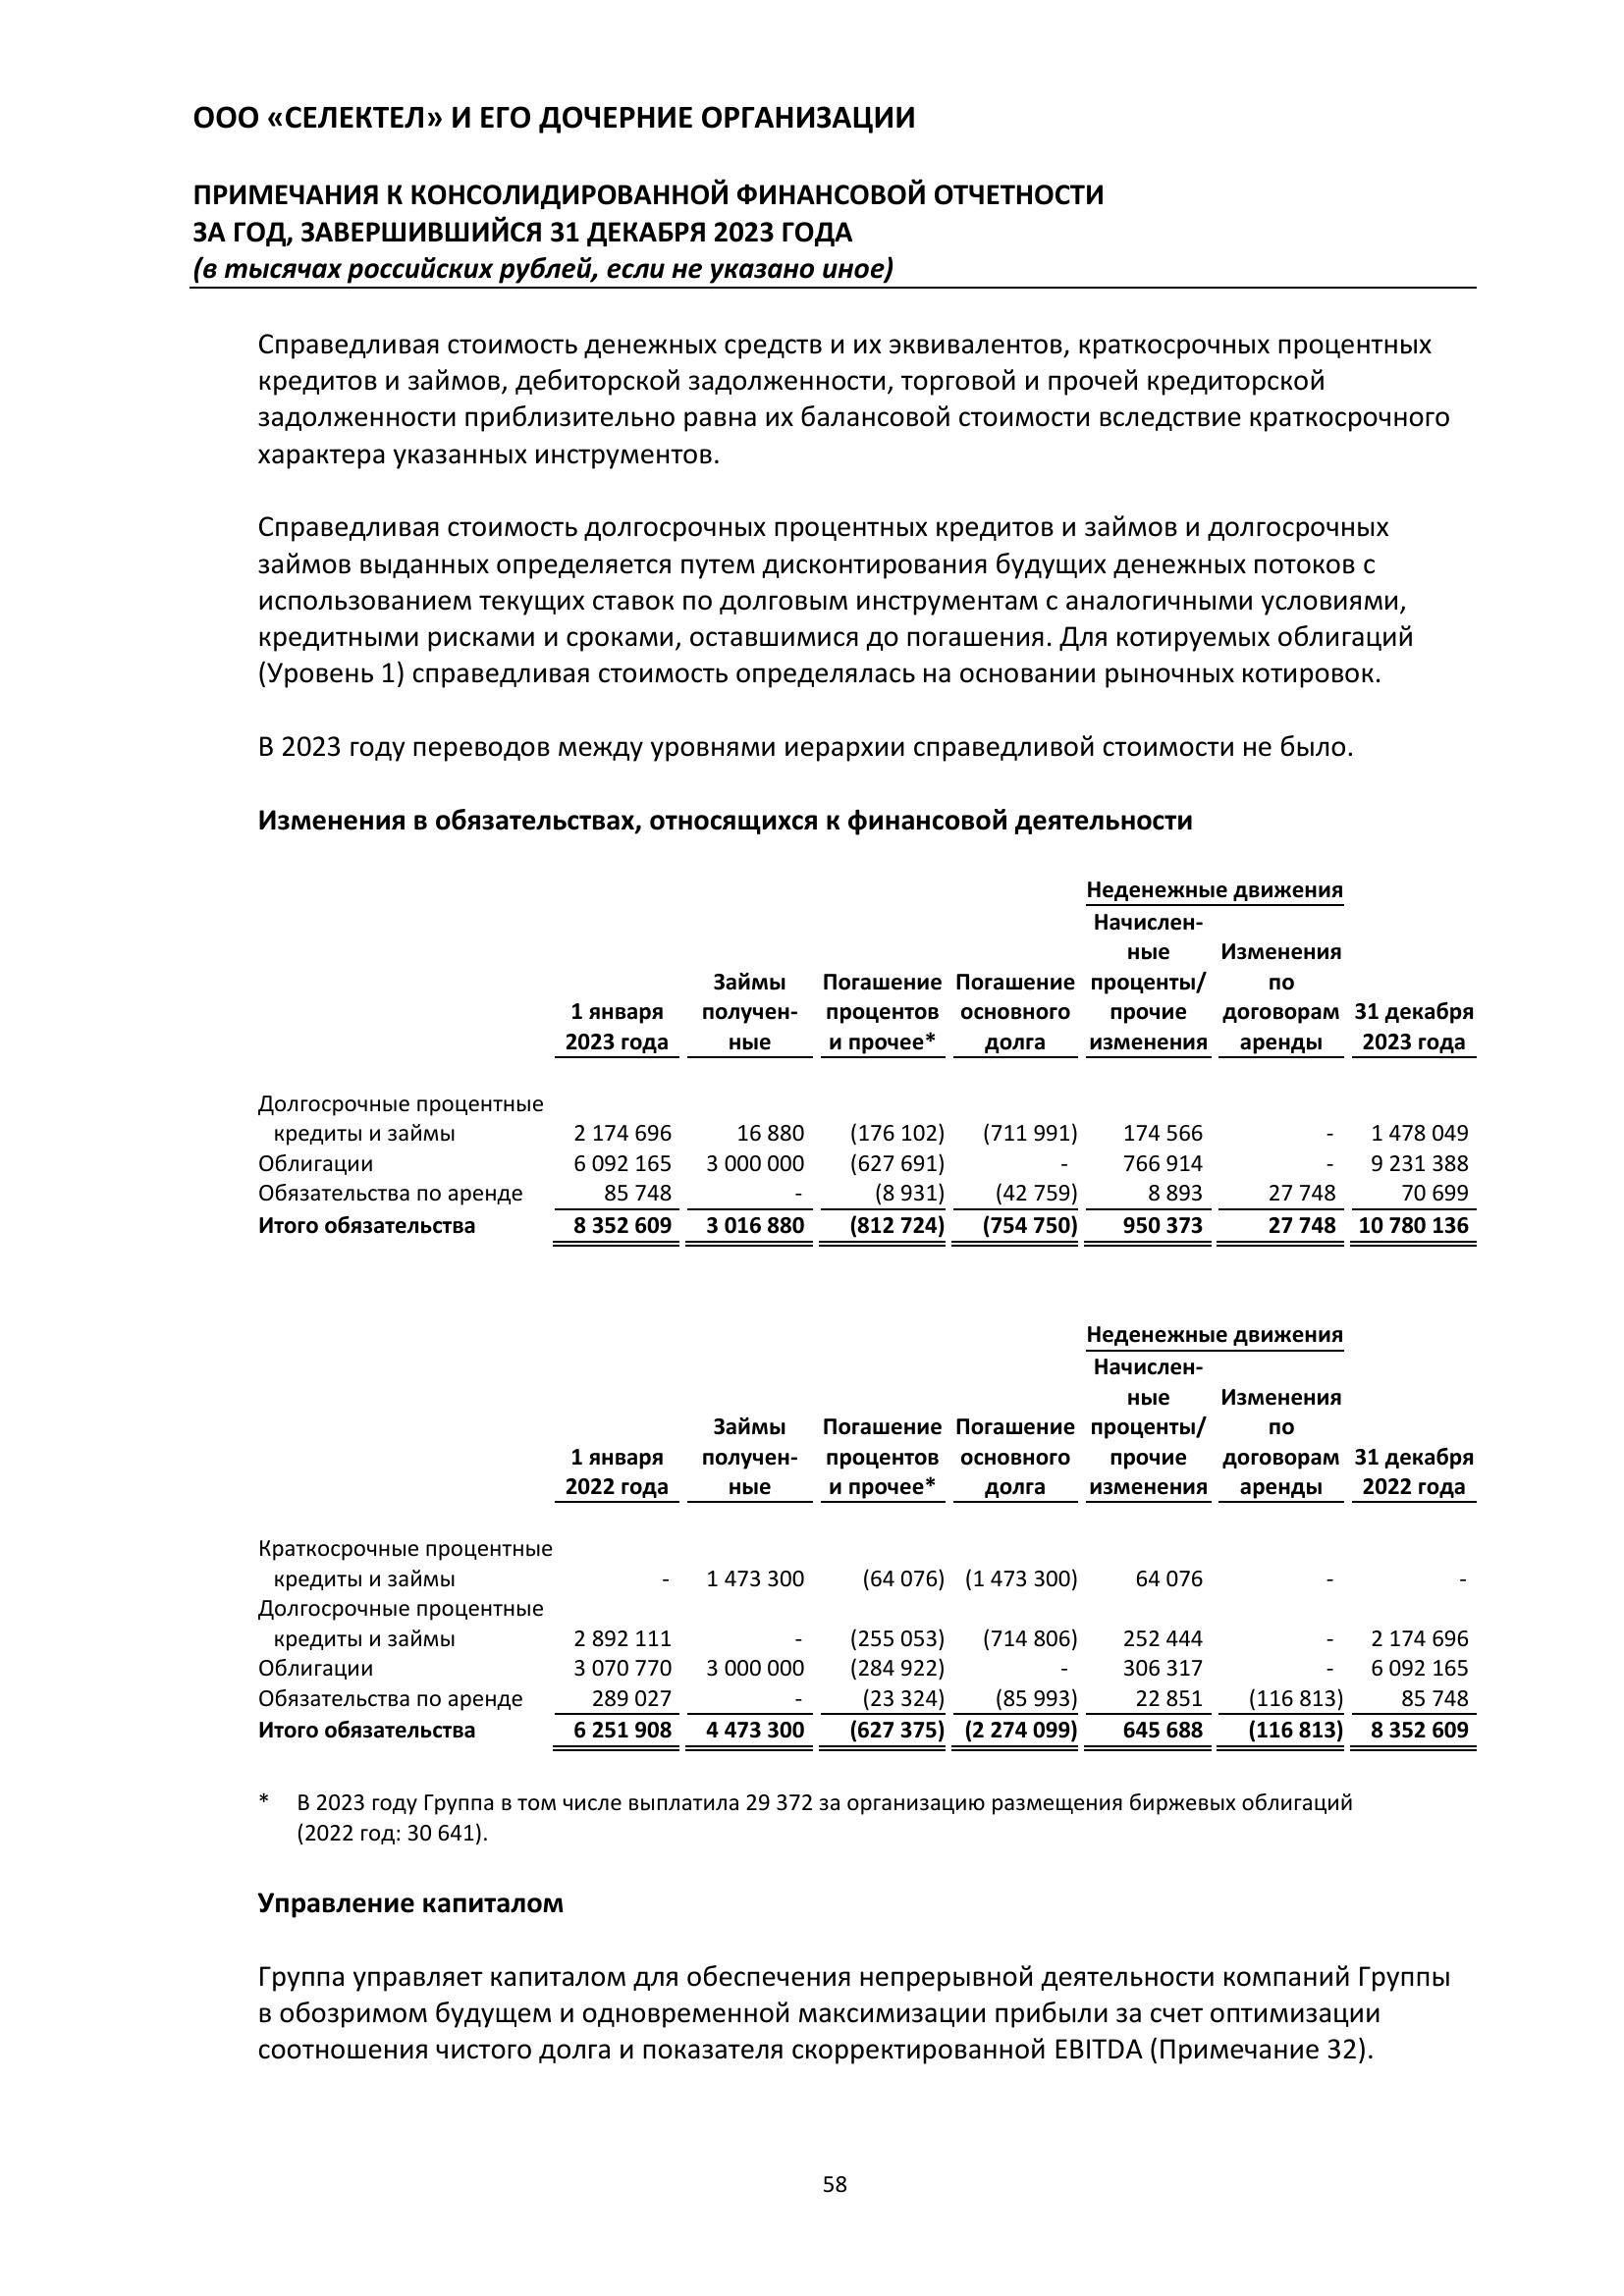 ООО «СЕЛЕКТЕЛ» И ЕГО ДОЧЕРНИЕ ОРГАНИЗАЦИИ
ПРИМЕЧАНИЯ К КОНСОЛИДИРОВАННОЙ ФИНАНСОВОЙ ОТЧЕТНОСТИ
ЗА ГОД, ЗАВЕРШИВШИЙСЯ 31 ДЕКАБРЯ 2023 ГОДА
(в тысячах российских рублей, если не указано иное)
Справедливая стоимость денежных средств и их эквивалентов, краткосрочных процентных
кредитов и займов, дебиторской задолженности, торговой и прочей кредиторской
задолженности приблизительно равна их балансовой стоимости вследствие краткосрочного
характера указанных инструментов.
Справедливая стоимость долгосрочных процентных кредитов и займов и долгосрочных
займов выданных определяется путем дисконтирования будущих денежных потоков с
использованием текущих ставок по долговым инструментам с аналогичными условиями,
кредитными рисками и сроками, оставшимися до погашения. Для котируемых облигаций
(Уровень 1) справедливая стоимость определялась на основании рыночных котировок.
В 2023 году переводов между уровнями иерархии справедливой стоимости не было.
Изменения в обязательствах, относящихся к финансовой деятельности
Неденежные движения
Начислен-
ные Изменения
Займы Погашение Погашение проценты/ по
1 января получен- процентов основного прочие договорам 31 декабря
2023 года ные и прочее* долга изменения аренды 2023 года
Долгосрочные процентные
кредиты и займы 2 174 696 16 880 (176 102) (711 991) 174 566 - 1 478 049
Облигации 6 092 165 3 000 000 (627 691) - 766 914 - 9 231 388
Обязательства по аренде 85 748 - (8 931) (42 759) 8 893 27 748 70 699
Итого обязательства 8 352 609 3 016 880 (812 724) (754 750) 950 373 27 748 10 780 136
Неденежные движения
Начислен-
ные Изменения
Займы Погашение Погашение проценты/ по
1 января получен- процентов основного прочие договорам 31 декабря
2022 года ные и прочее* долга изменения аренды 2022 года
Краткосрочные процентные
кредиты и займы - 1 473 300 (64 076) (1 473 300) 64 076 - -
Долгосрочные процентные
кредиты и займы 2 892 111 - (255 053) (714 806) 252 444 - 2 174 696
Облигации 3 070 770 3 000 000 (284 922) - 306 317 - 6 092 165
Обязательства по аренде 289 027 - (23 324) (85 993) 22 851 (116 813) 85 748
Итого обязательства 6 251 908 4 473 300 (627 375) (2 274 099) 645 688 (116 813) 8 352 609
* В 2023 году Группа в том числе выплатила 29 372 за организацию размещения биржевых облигаций
(2022 год: 30 641).
Управление капиталом
Группа управляет капиталом для обеспечения непрерывной деятельности компаний Группы
в обозримом будущем и одновременной максимизации прибыли за счет оптимизации
соотношения чистого долга и показателя скорректированной EBITDA (Примечание 32).
58